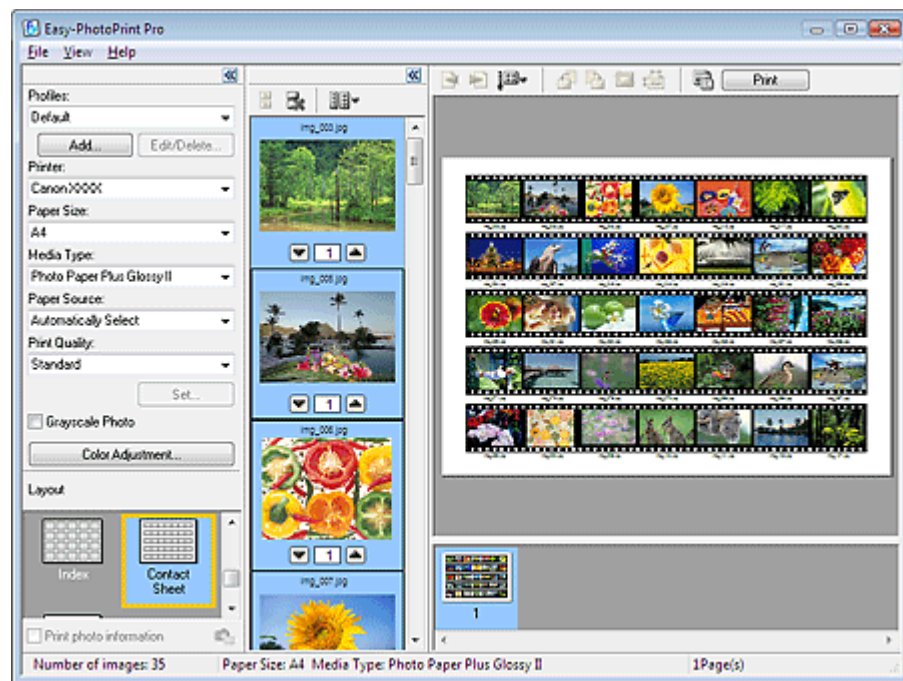 Easy-PhotoPrint Pro
File View Help
Profiles:
Default
Add... Edit/Delete...
Printer:
Canon XXXX
Paper Size:
A4
Media Type:
Photo Paper Plus Glossy II
Paper Source:
Automatically Select
Print Quality:
Standard
Set...
Grayscale Photo
Color Adjustment...
Layout
Index
Contact
Sheet
Print photo information
img_003.jpg
1
img_005.jpg
1
img_006.jpg
1
img_007.jpg
Print
1
Number of images: 35
Paper Size: A4 Media Type: Photo Paper Plus Glossy II
1Page(s)